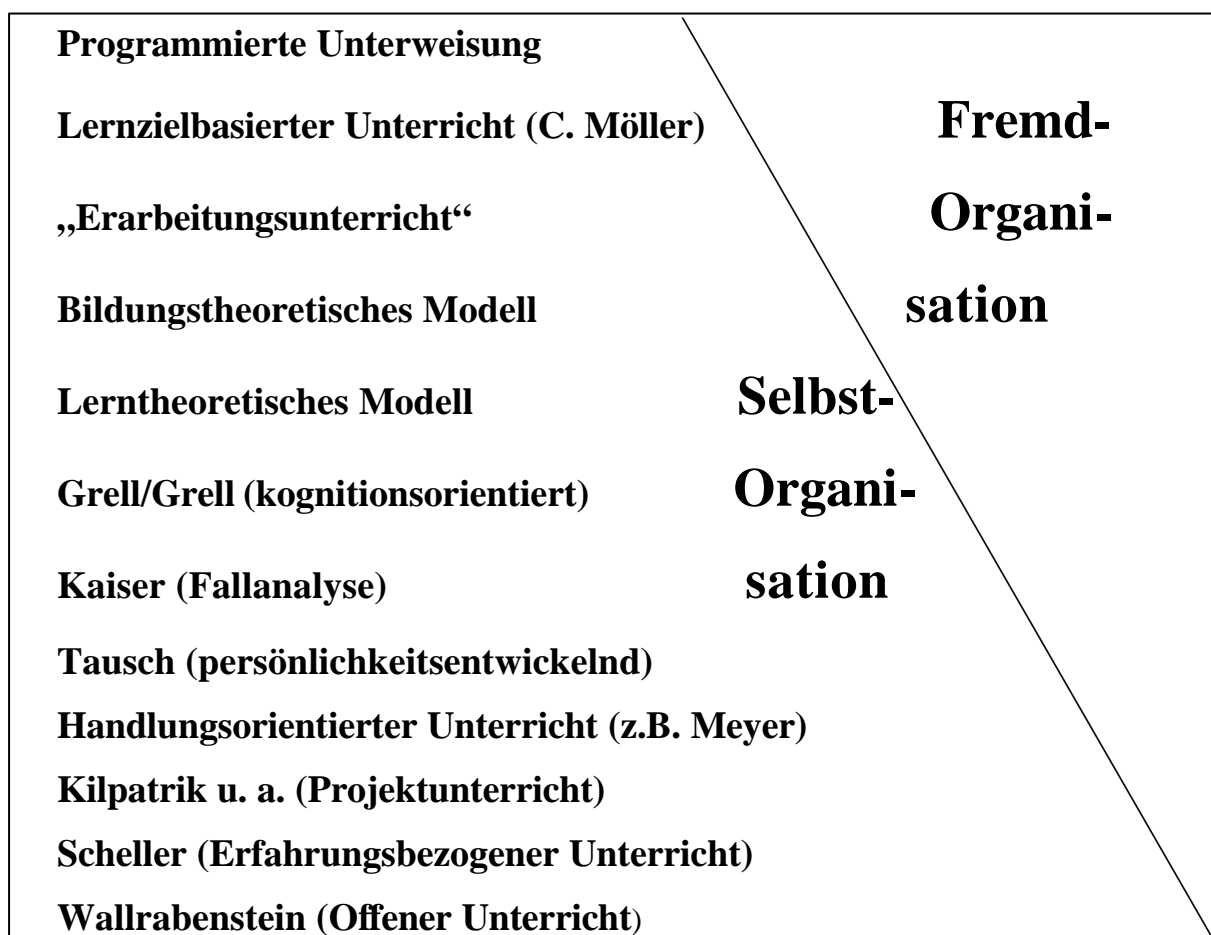 Programmierte Unterweisung
Lernzielbasierter Unterricht (C. Möller) Fremd-
„Erarbeitungsunterricht“ Organi-
Bildungstheoretisches Modell sation
Lerntheoretisches Modell Selbst-
Grell/Grell (kognitionsorientiert) Organi-
Kaiser (Fallanalyse) sation
Tausch (persönlichkeitsentwickelnd)
Handlungsorientierter Unterricht (z.B. Meyer)
Kilpatrik u. a. (Projektunterricht)
Scheller (Erfahrungsbezogener Unterricht)
Wallrabenstein (Offener Unterricht)